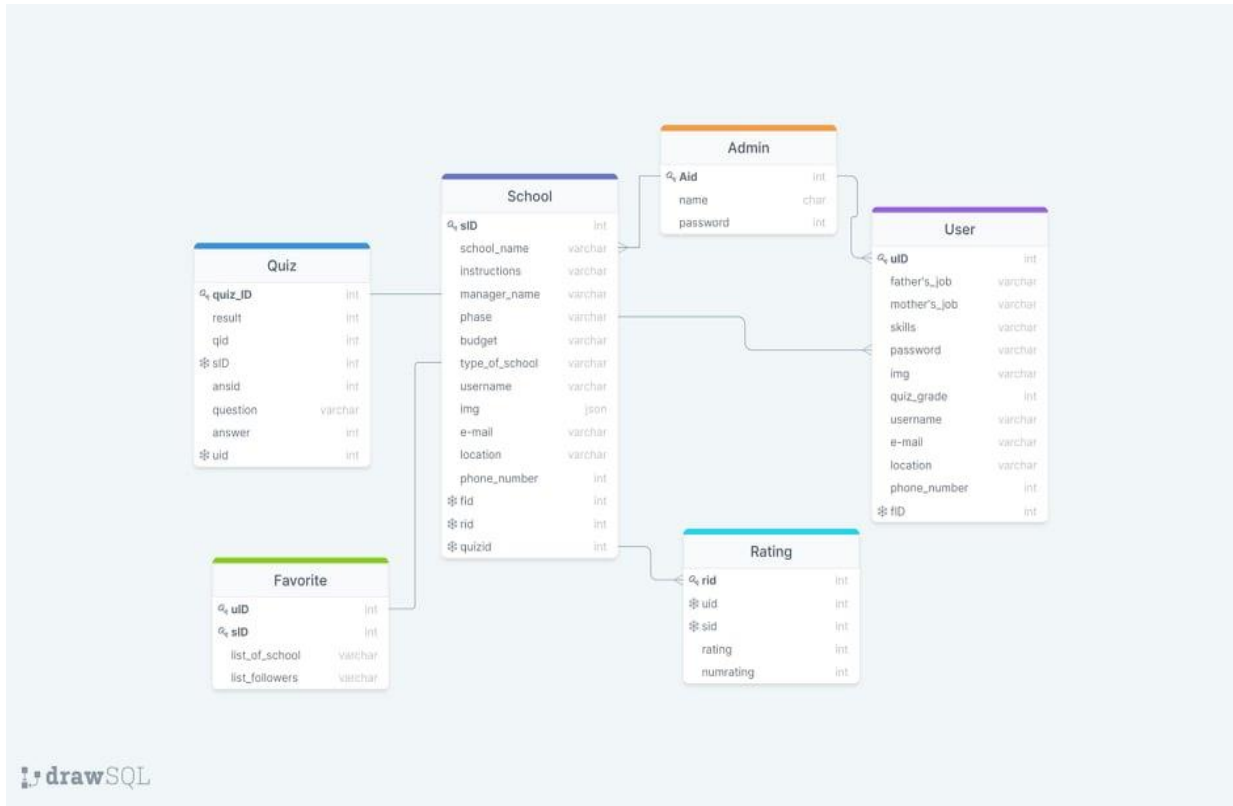 Admin
Aid int
name char
password int
School
sID int
school_name varchar
instructions varchar
manager_name varchar
phase varchar
budget varchar
type_of_school varchar
username varchar
img json
e-mail varchar
location varchar
phone_number int
fid int
rid int
quizid int
User
uID int
father's_job varchar
mother's_job varchar
skills varchar
password varchar
img varchar
quiz_grade int
username varchar
e-mail varchar
location varchar
phone_number int
fID int
Quiz
quiz_ID int
result int
qid int
sID int
ansid int
question varchar
answer int
uid int
Favorite
uID int
sID int
list_of_school varchar
list_followers varchar
Rating
rid int
uid int
sid int
rating int
numrating int
drawSQL